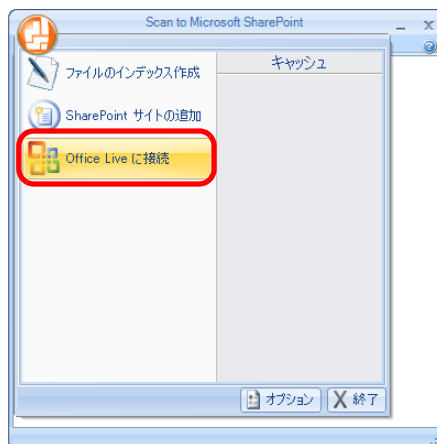 Scan to Microsoft SharePoint
キャッシュ
ファイルのインデックス作成
SharePoint サイトの追加
Office Live に接続
オプション
終了